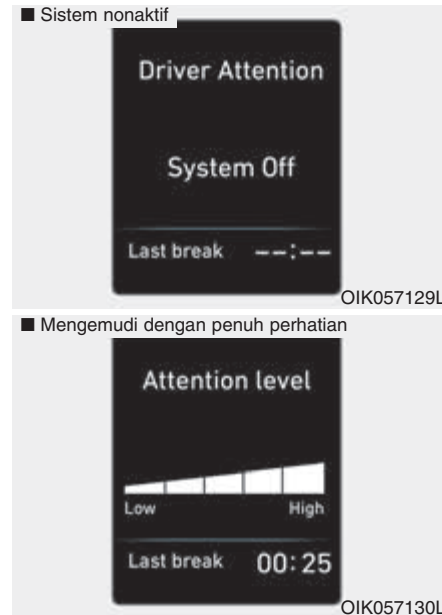 ■ Sistem nonaktif
Driver Attention
System Off
Last break --:--
OIK057129L
■ Mengemudi dengan penuh perhatian
Attention level
Low High
Last break 00:25
OIK057130L